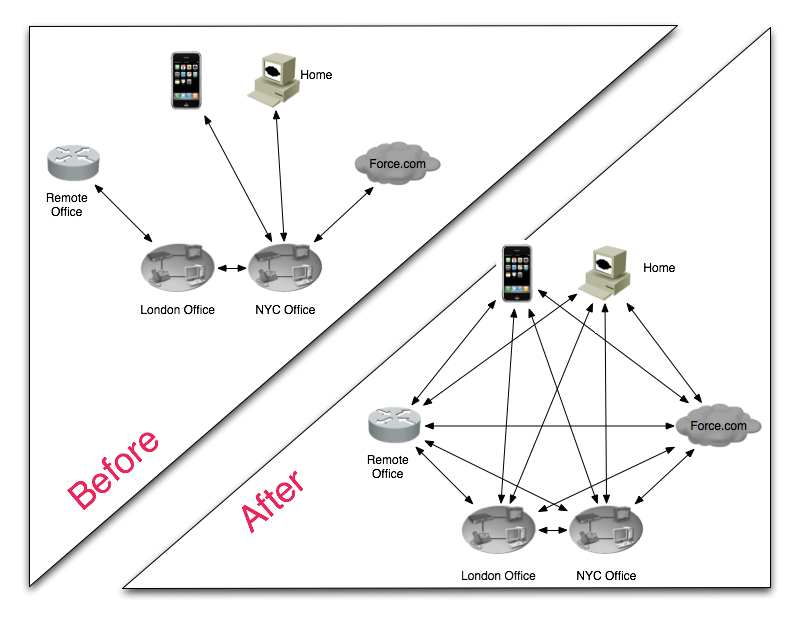 Home
Force.com
Remote
Office
London Office
NYC Office
Before
Home
Force.com
Remote
Office
London Office
NYC Office
After